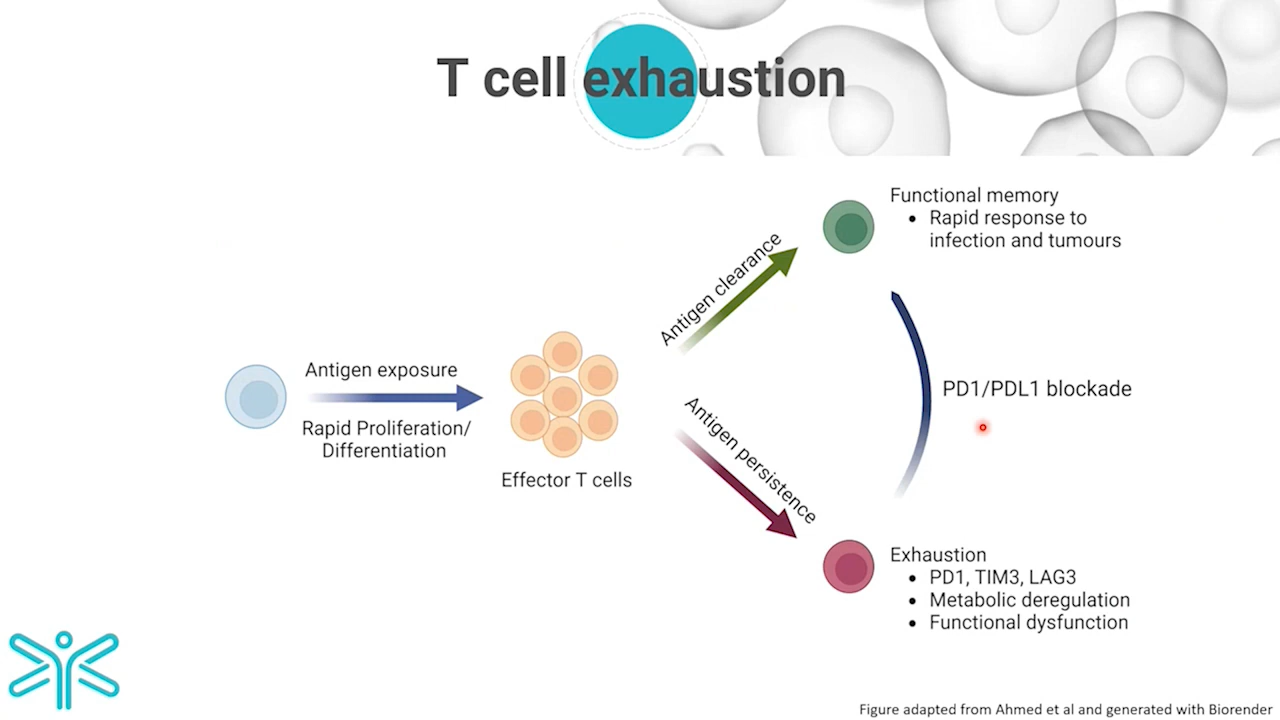 T cell exhaustion
Functional memory
• Rapid response to
infection and tumours
Antigen clearance
Antigen exposure
Rapid Proliferation/
Differentiation
Effector T cells
PD1/PDL1 blockade
Antigen persistence
Exhaustion
• PD1, TIM3, LAG3
• Metabolic deregulation
• Functional dysfunction
Figure adapted from Ahmed et al and generated with Biorender